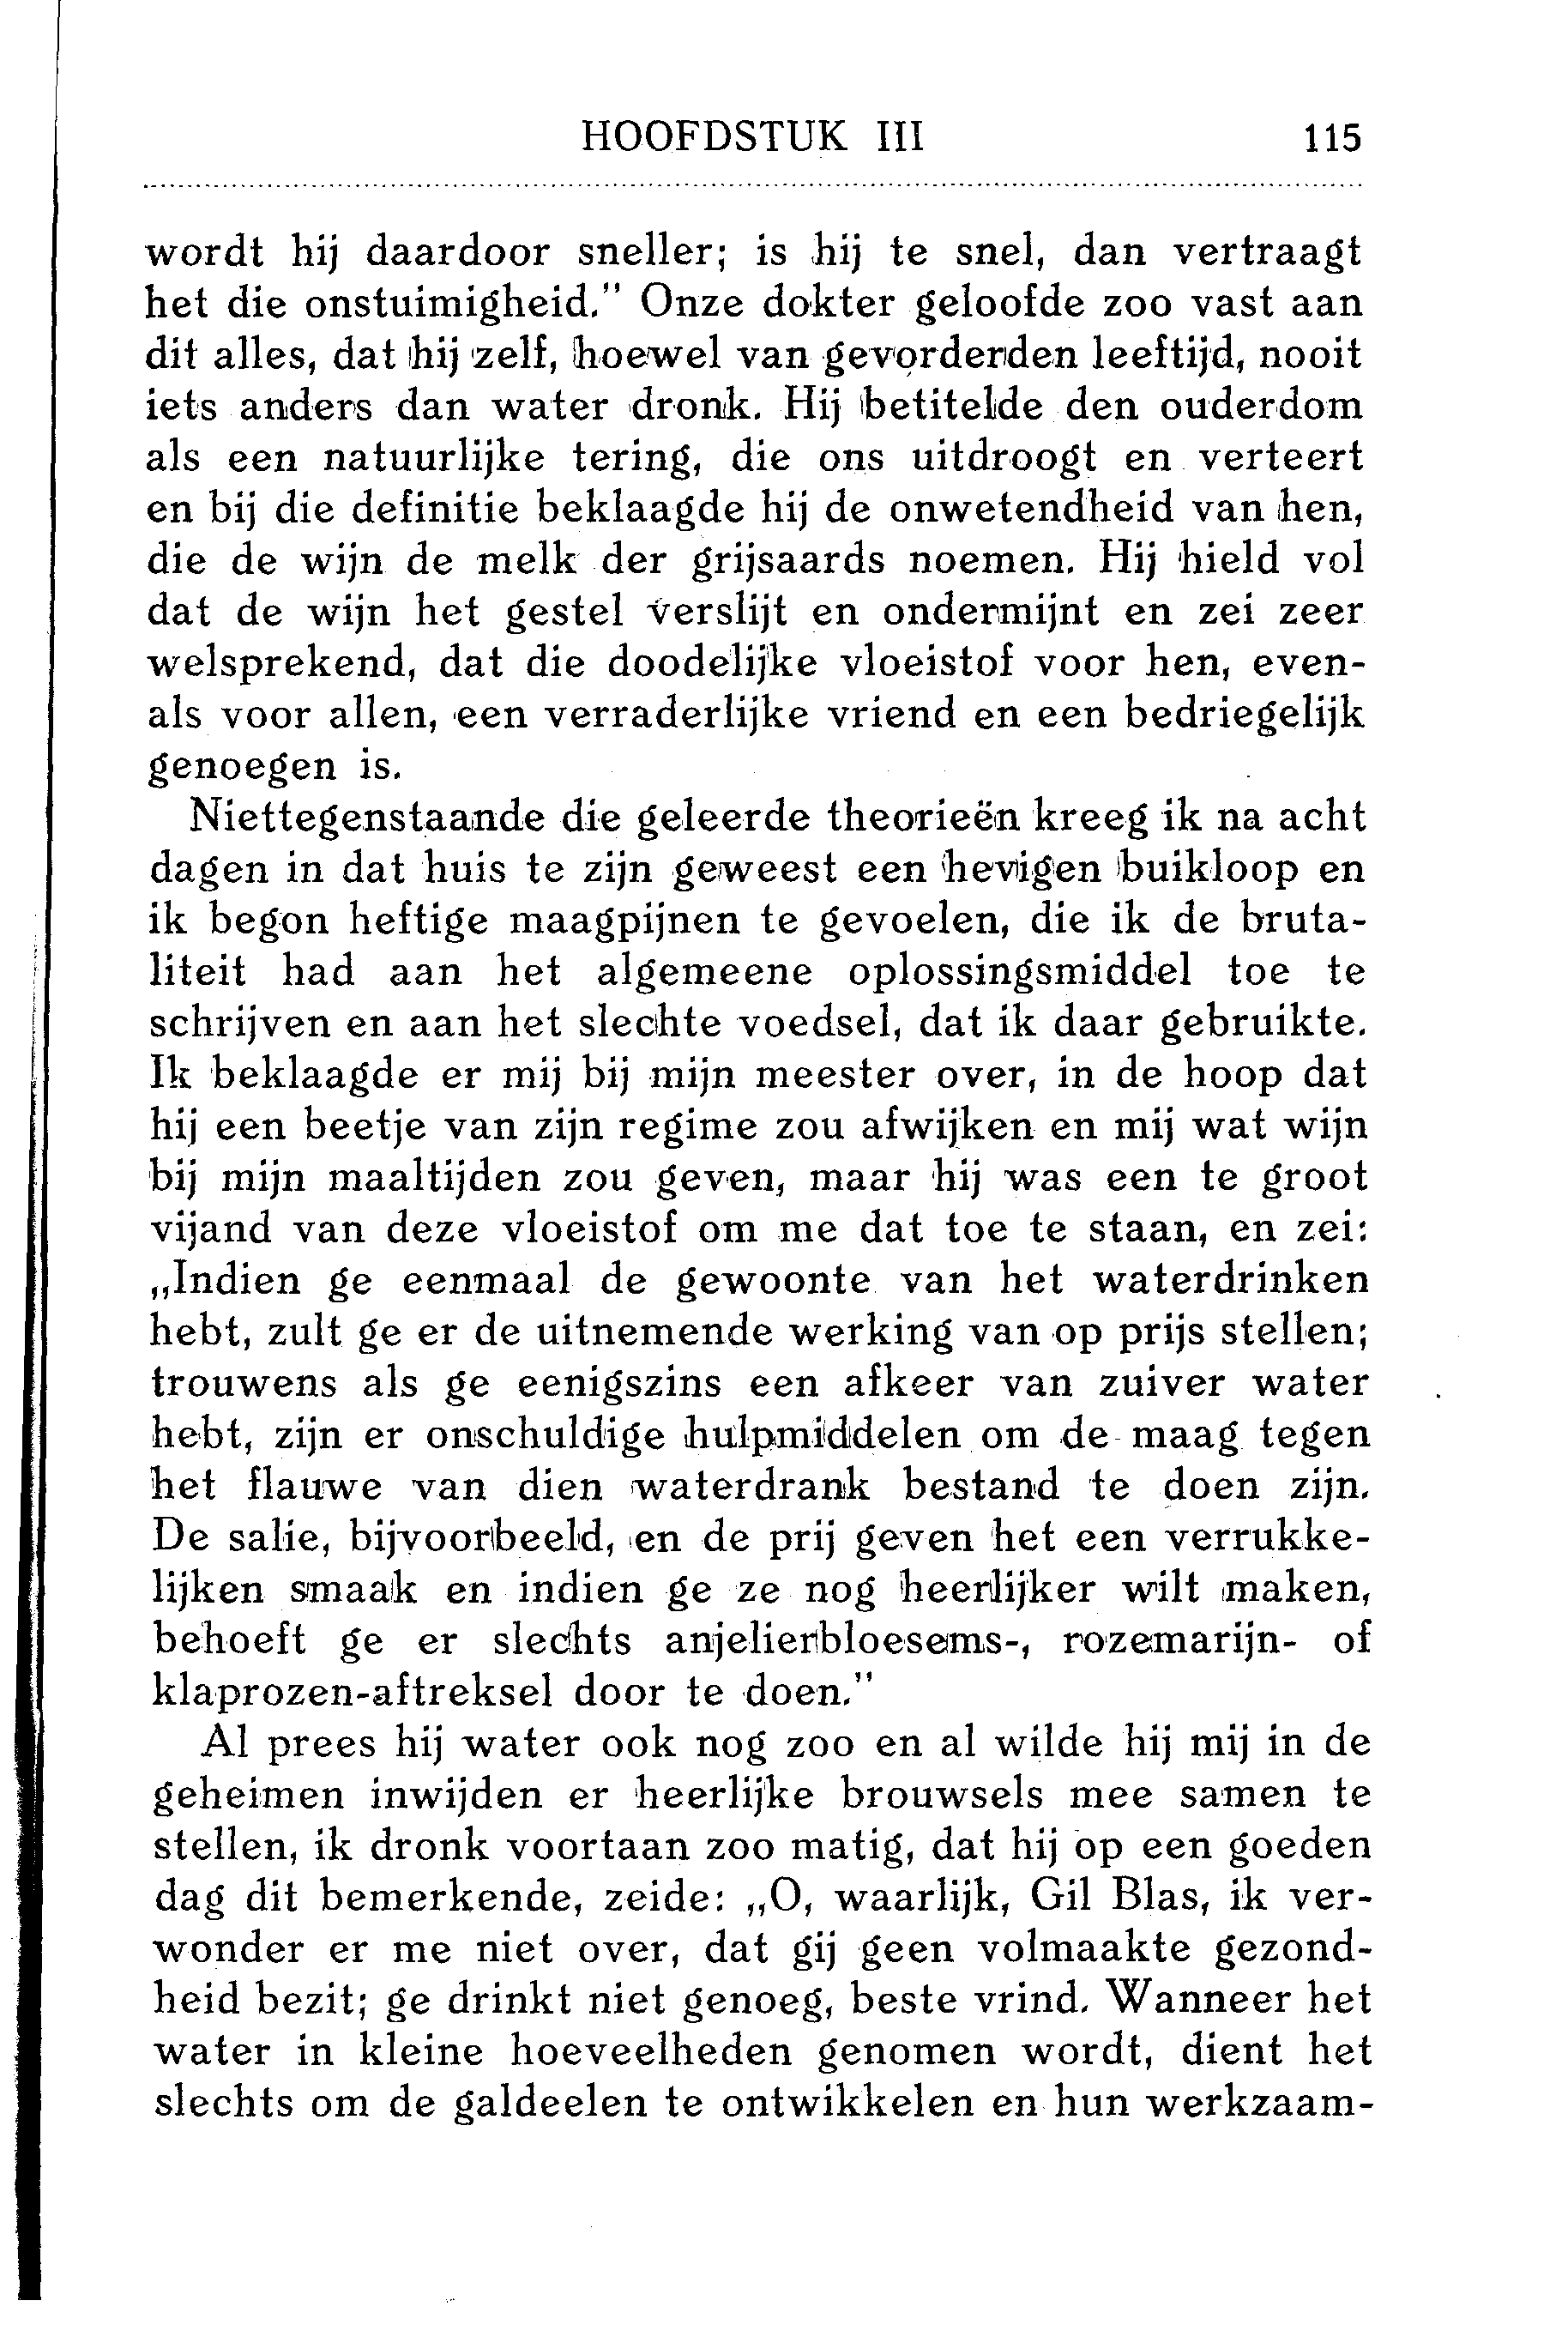 HOOFDSTUK III 115
wordt hij daardoor sneller; is hij te snel, dan vertraagt
het die onstuimigheid." Onze dokter geloofde zoo vast aan
dit alles, dat hij zelf, hoewel van gevorderden leeftijd, nooit
iets anders dan water dronk. Hij betitelde den ouderdom
als een natuurlijke tering, die ons uitdroogt en verteert
en bij die definitie beklaagde hij de onwetendheid van hen,
die de wijn de melk der grijsaards noemen. Hij hield vol
dat de wijn het gestel verslijt en ondermijnt en zei zeer
welsprekend, dat die doodelijke vloeistof voor hen, even-
als voor allen, een verraderlijke vriend en een bedriegelijk
genoegen is.
Niettegenstaande die geleerde theorieën kreeg ik na acht
dagen in dat huis te zijn geweest een hevigen buikloop en
ik begon heftige maagpijnen te gevoelen, die ik de bruta-
liteit had aan het algemeene oplossingsmiddel toe te
schrijven en aan het slechte voedsel, dat ik daar gebruikte.
Ik beklaagde er mij bij mijn meester over, in de hoop dat
hij een beetje van zijn regime zou afwijken en mij wat wijn
bij mijn maaltijden zou geven, maar hij was een te groot
vijand van deze vloeistof om me dat toe te staan, en zei:
„Indien ge eenmaal de gewoonte van het waterdrinken
hebt, zult ge er de uitnemende werking van op prijs stellen;
trouwens als ge eenigszins een afkeer van zuiver water
hebt, zijn er onschuldige hulpmiddelen om de maag tegen
het flauwe van dien waterdrank bestand te doen zijn.
De salie, bijvoorbeeld, en de prij geven het een verrukke-
lijken smaak en indien ge ze nog heerlijker wilt maken,
behoeft ge er slechts anjelierbloesems-, rozemarijn- of
klaprozen-aftreksel door te doen."
Al prees hij water ook nog zoo en al wilde hij mij in de
geheimen inwijden er heerlijke brouwsels mee samen te
stellen, ik dronk voortaan zoo matig, dat hij op een goeden
dag dit bemerkende, zeide: „O, waarlijk, Gil Blas, ik ver-
wonder er me niet over, dat gij geen volmaakte gezond-
heid bezit; ge drinkt niet genoeg, beste vrind. Wanneer het
water in kleine hoeveelheden genomen wordt, dient het
slechts om de galdeelen te ontwikkelen en hun werkzaam-